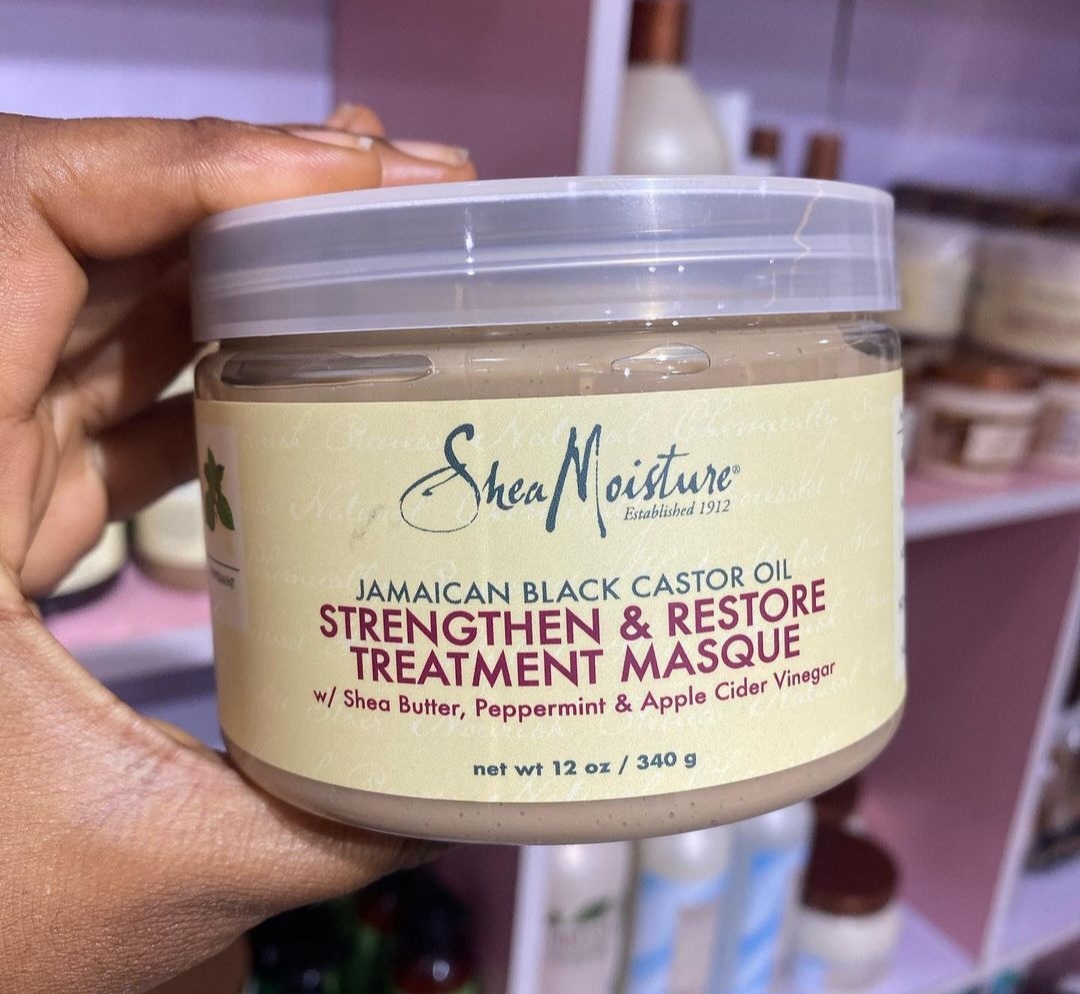 SheaMoisture®
Established 1912
JAMAICAN BLACK CASTOR OIL
STRENGTHEN & RESTORE
TREATMENT MASQUE
w/ Shea Butter, Peppermint & Apple Cider Vinegar
net wt 12 oz / 340 g